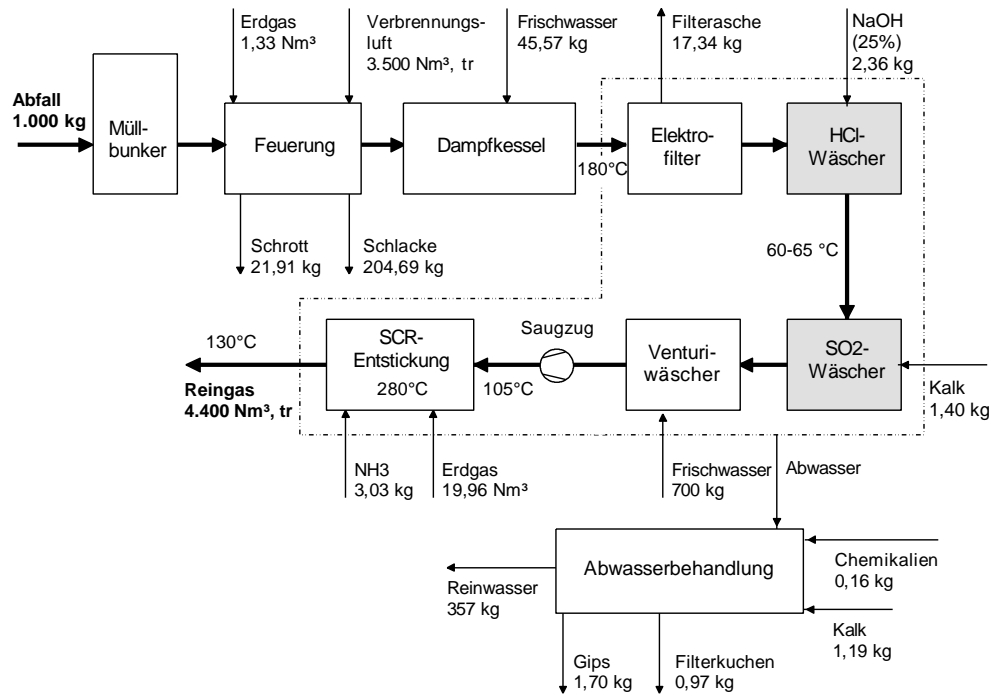 Erdgas
1,33 Nm³
Verbrennungs-
luft
3.500 Nm³, tr
Frischwasser
45,57 kg
Filterasche
17,34 kg
NaOH
(25%)
2,36 kg
Abfall
1.000 kg
Müll-
bunker
Feuerung
Dampfkessel
180°C
Elektro-
filter
HCl-
Wäscher
Schrott
21,91 kg
Schlacke
204,69 kg
60-65 °C
130°C
Reingas
4.400 Nm³, tr
SCR-
Entstickung
280°C
105°C
Saugzug
Venturi-
wäscher
SO2-
Wäscher
Kalk
1,40 kg
NH3
3,03 kg
Erdgas
19,96 Nm³
Frischwasser
700 kg
Abwasser
Abwasserbehandlung
Chemikalien
0,16 kg
Reinwasser
357 kg
Kalk
1,19 kg
Gips
1,70 kg
Filterkuchen
0,97 kg